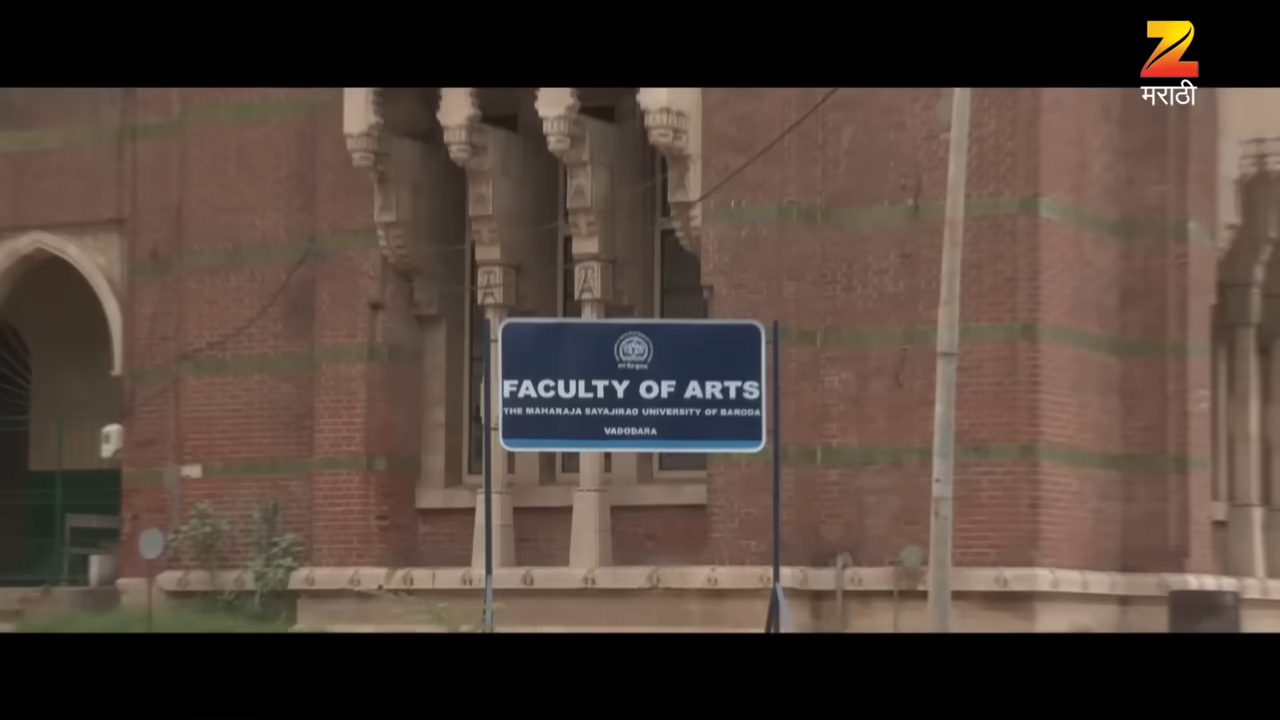 मराठी
FACULTY OF ARTS
THE MAHARAJA SAYAJIRAO UNIVERSITY OF BARODA
VADODARA